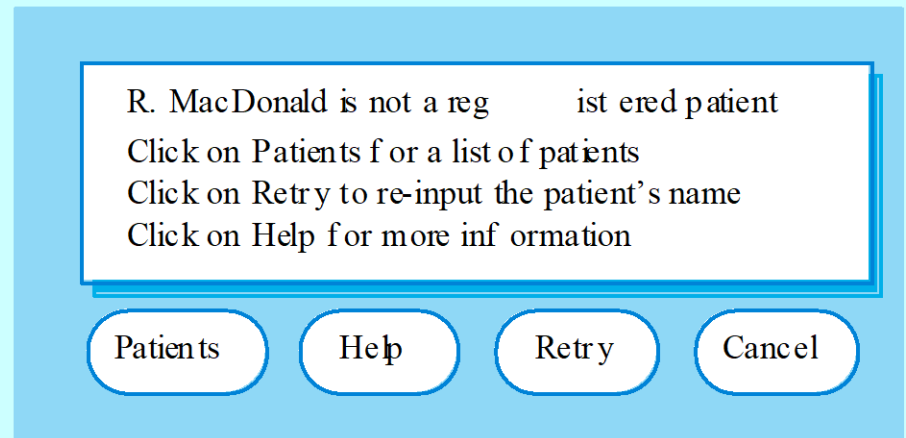 R. MacDonald is not a registered patient
Click on Patients for a list of patients
Click on Retry to re-input the patient’s name
Click on Help for more information
Patients Help Retry Cancel